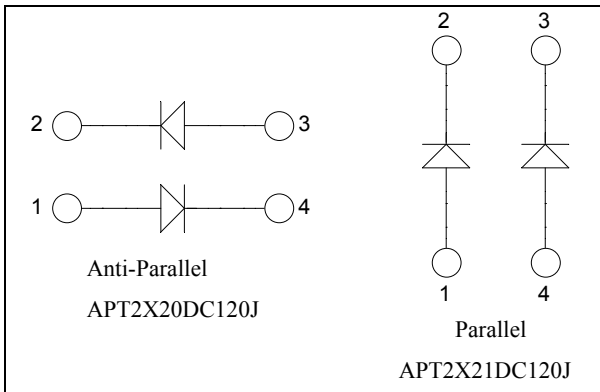 2 3
1 4
Anti-Parallel
APT2X20DC120J
2 3
1 4
Parallel
APT2X21DC120J